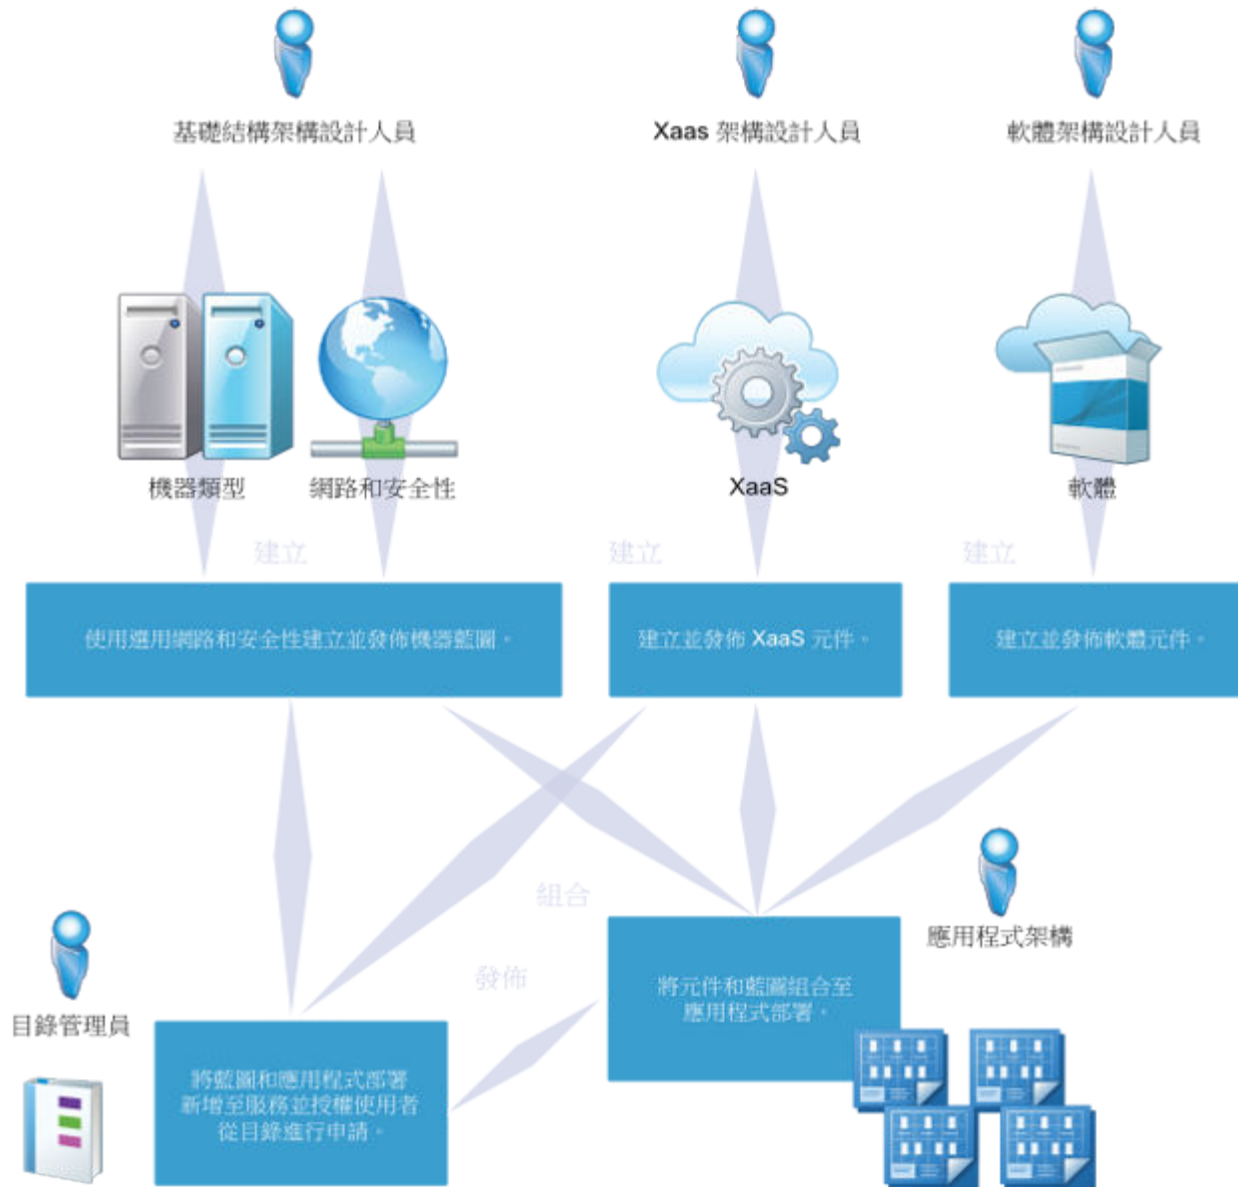 基礎結構架構設計人員
Xaas 架構設計人員
軟體架構設計人員
機器類型
網路和安全性
XaaS
軟體
建立
建立
建立
使用選用網路和安全性建立並發佈機器藍圖。
建立並發佈 XaaS 元件。
建立並發佈軟體元件。
組合
應用程式架構
發佈
將元件和藍圖組合至
應用程式部署。
目錄管理員
將藍圖和應用程式部署
新增至服務並授權使用者
從目錄進行申請。